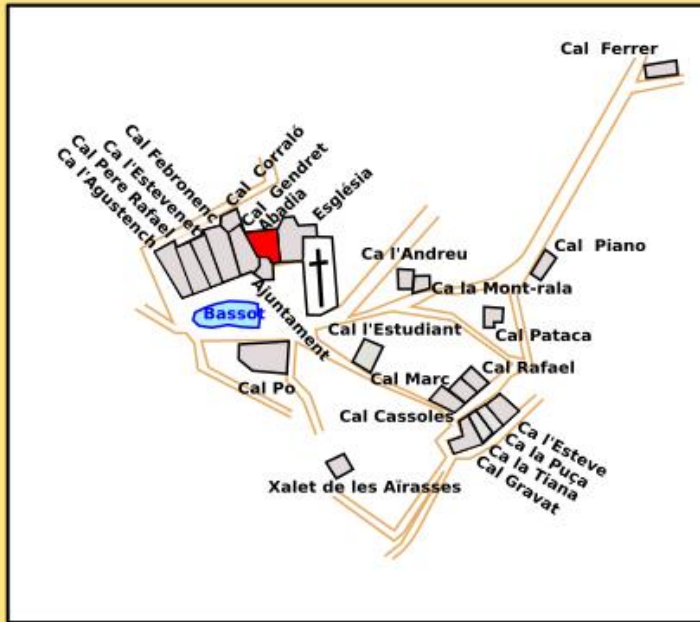 Cal Ferrer
Cal Corraló
Cal Febronenc
Cal Gendret
Ca l'Estevenet
Abadia
Església
Cal Pere Rafael
Ca l'Agustench
Cal Piano
Ca l'Andreu
Ca la Mont-rala
Ajuntament
Bassot
Cal l'Estudiant
Cal Pataca
Cal Rafael
Cal Marc
Cal Po
Cal Cassoles
Ca l'Esteve
Ca la Puça
Ca la Tiana
Cal Gravat
Xalet de les Aïrasses